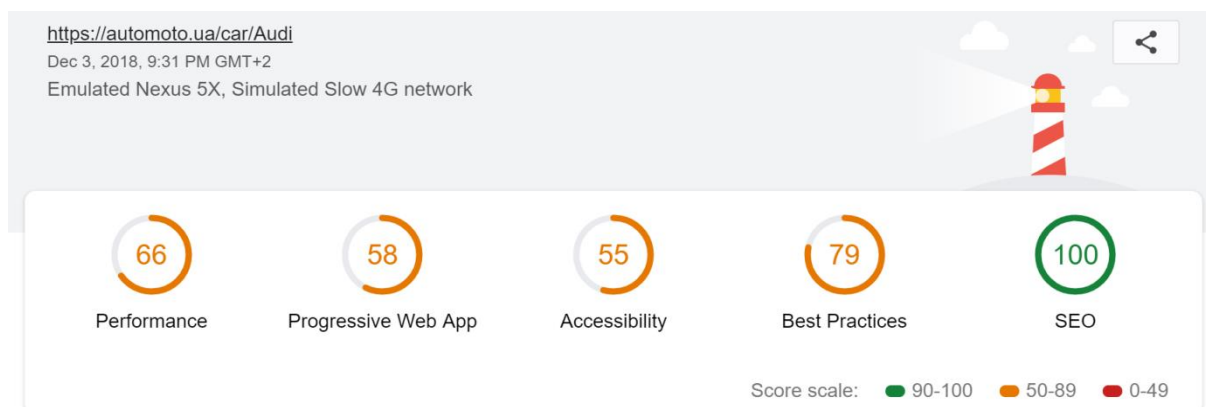 https://automoto.ua/car/Audi
Dec 3, 2018, 9:31 PM GMT+2
Emulated Nexus 5X, Simulated Slow 4G network
66 58 55 79 100
Performance Progressive Web App Accessibility Best Practices SEO
Score scale: 90-100 50-89 0-49